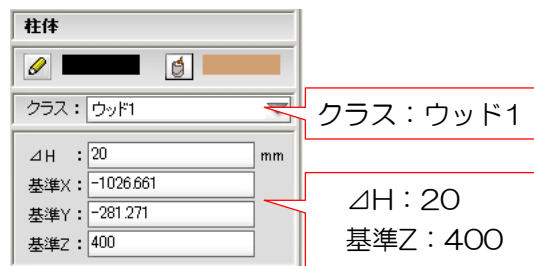 柱体
クラス：ウッド1
クラス：ウッド1
⊿H ：20 mm
基準X：-1026.661
基準Y：-281.271
基準Z：400
⊿H：20
基準Z：400